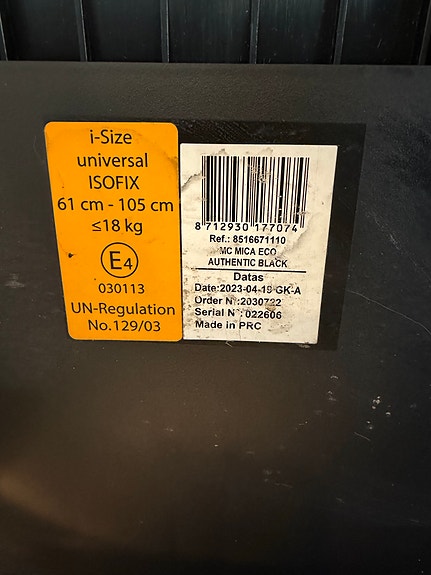 i-Size
universal
ISOFIX
61 cm - 105 cm
≤18 kg
E4
030113
UN-Regulation
No.129/03
8 712930 177074
Ref.: 8516671110
MC MICA ECO
AUTHENTIC BLACK
Datas
Date:2023-04-19 GK-A
Order N°:2030722
Serial N°: 022606
Made in PRC